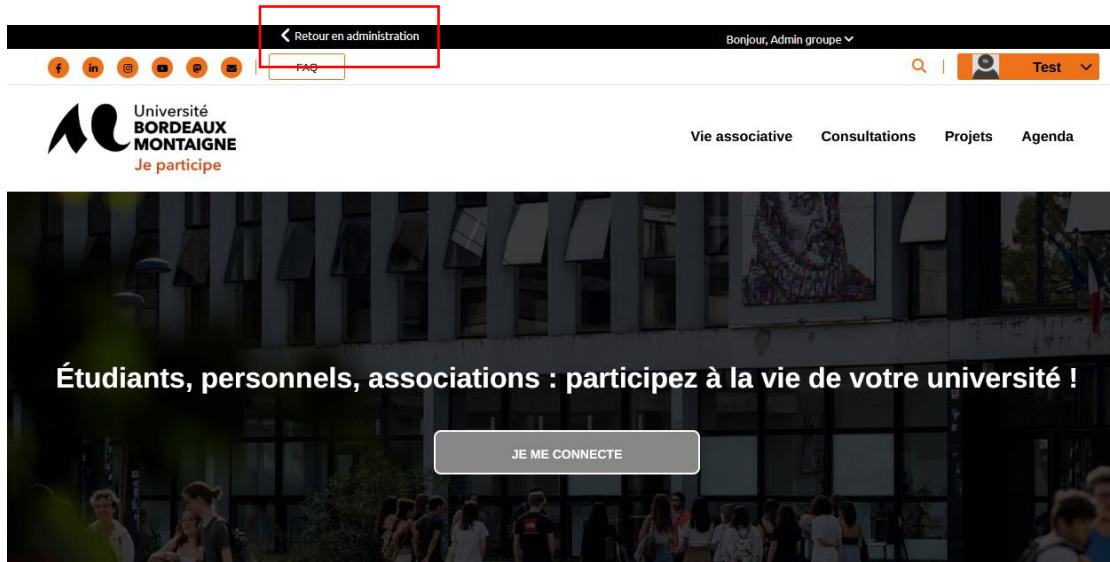 Retour en administration
Bonjour, Admin groupe
FAQ
Test
Université
BORDEAUX
MONTAIGNE
Je participe
Vie associative Consultations Projets Agenda
Étudiants, personnels, associations : participez à la vie de votre université !
JE ME CONNECTE